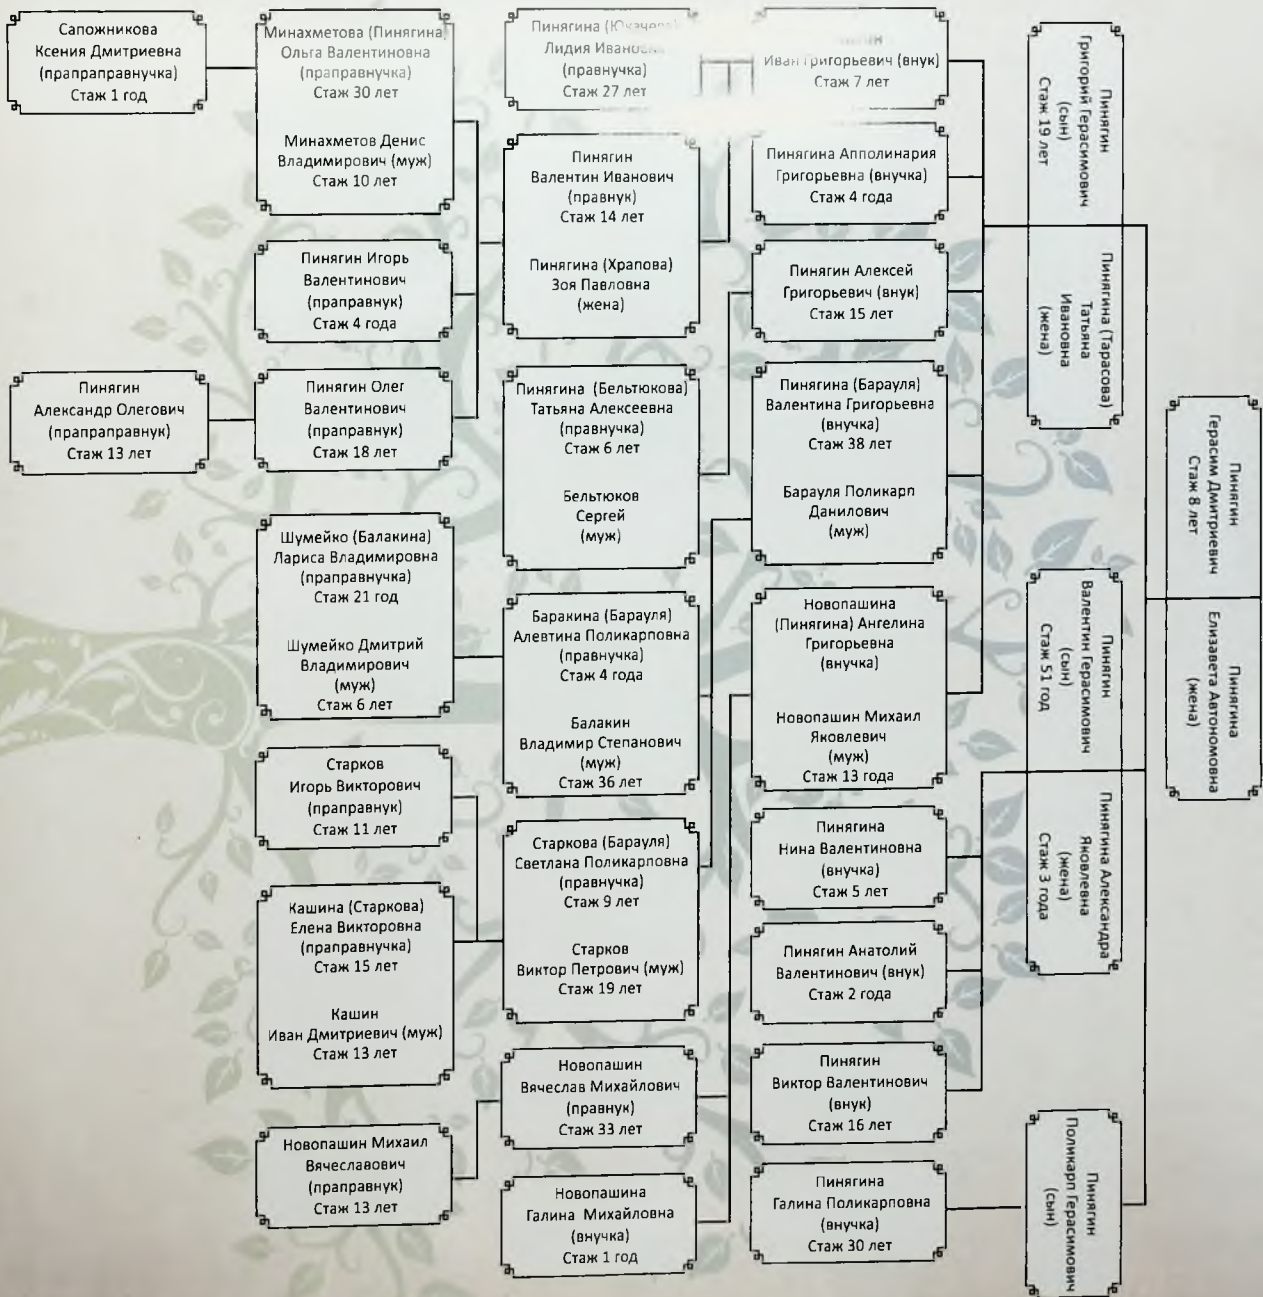 Сапожникова
Ксения Дмитриевна
(прапраправнучка)
Стаж 1 год
Минахметова (Пинягина)
Ольга Валентиновна
(праправнучка)
Стаж 30 лет
Минахметов Денис
Владимирович (муж)
Стаж 10 лет
Пинягин Игорь
Валентинович
(праправнук)
Стаж 4 года
Пинягин
Александр Олегович
(прапраправнук)
Стаж 13 лет
Пинягин Олег
Валентинович
(праправнук)
Стаж 18 лет
Шумейко (Балакина)
Лариса Владимировна
(праправнучка)
Стаж 21 год
Шумейко Дмитрий
Владимирович
(муж)
Стаж 6 лет
Старков
Игорь Викторович
(праправнук)
Стаж 11 лет
Кашина (Старкова)
Елена Викторовна
(праправнучка)
Стаж 15 лет
Кашин
Иван Дмитриевич (муж)
Стаж 13 лет
Новопашин Михаил
Вячеславович
(праправнук)
Стаж 13 лет
Пинягина
Лидия
(правнучка)
Стаж 27 лет
Пинягин
Валентин Иванович
(правнук)
Стаж 14 лет
Пинягина (Храпова)
Зоя Павловна
(жена)
Пинягина (Бельтюкова)
Татьяна Алексеевна
(правнучка)
Стаж 6 лет
Бельтюков
Сергей
(муж)
Баракина (Барауля)
Алевтина Поликарповна
(правнучка)
Стаж 4 года
Балакин
Владимир Степанович
(муж)
Стаж 36 лет
Старкова (Барауля)
Светлана Поликарповна
(правнучка)
Стаж 9 лет
Старков
Виктор Петрович (муж)
Стаж 19 лет
Новопашин
Вячеслав Михайлович
(правнук)
Стаж 33 лет
Новопашина
Галина Михайловна
(внучка)
Стаж 1 год
Иван Григорьевич (внук)
Стаж 7 лет
Пинягина Апполинария
Григорьевна (внучка)
Стаж 4 года
Пинягин Алексей
Григорьевич (внук)
Стаж 15 лет
Пинягина (Барауля)
Валентина Григорьевна
(внучка)
Стаж 38 лет
Барауля Поликарп
Данилович
(муж)
Новопашина
(Пинягина) Ангелина
Григорьевна
(внучка)
Новопашин Михаил
Яковлевич
(муж)
Стаж 13 года
Пинягина
Нина Валентиновна
(внучка)
Стаж 5 лет
Пинягин Анатолий
Валентинович (внук)
Стаж 2 года
Пинягин
Виктор Валентинович
(внук)
Стаж 16 лет
Пинягина
Галина Поликарповна
(внучка)
Стаж 30 лет
Пинягин
Григорий Герасимович
(сын)
Стаж 19 лет
Пинягина (Тарасова)
Татьяна
Ивановна
(жена)
Пинягин
Валентин Герасимович
(сын)
Стаж 51 год
Пинягина Александра
Яковлевна
(жена)
Стаж 3 года
Пинягин
Поликарп Герасимович
(сын)
Пинягин
Герасим Дмитриевич
Стаж 8 лет
Пинягина
Елизавета Автономовна
(жена)